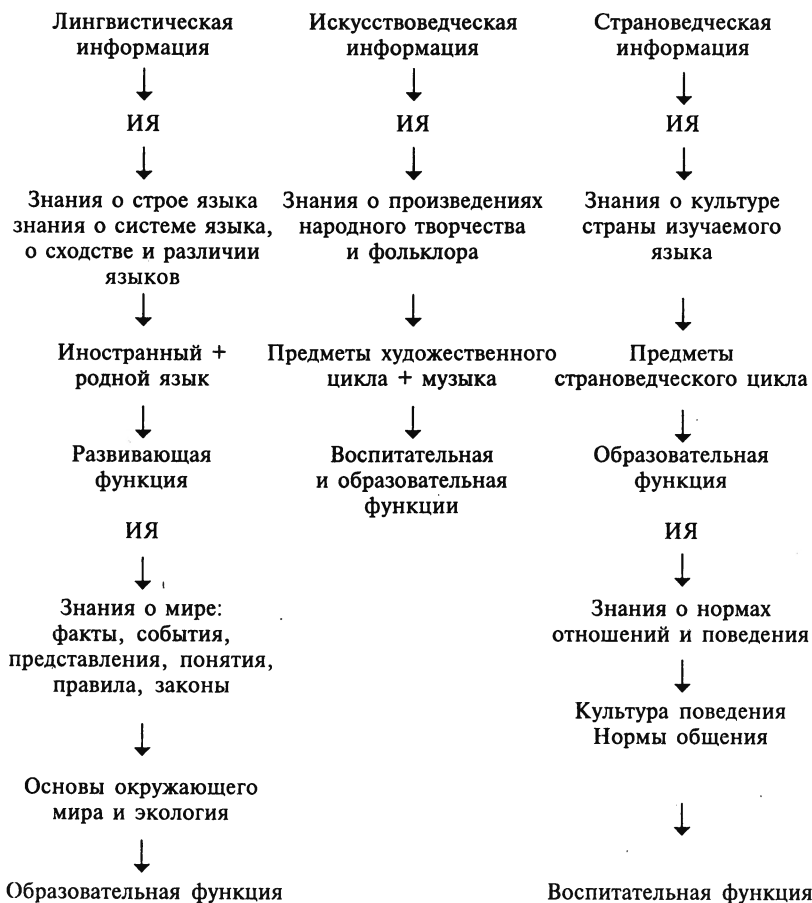 Лингвистическая
информация
ИЯ
Знания о строе языка
знания о системе языка,
о сходстве и различии
языков
Иностранный +
родной язык
Развивающая
функция
ИЯ
Знания о мире:
факты, события,
представления, понятия,
правила, законы
Основы окружающего
мира и экология
Образовательная функция
Искусствоведческая
информация
ИЯ
Знания о произведениях
народного творчества
и фольклора
Предметы художественного
цикла + музыка
Воспитательная
и образовательная
функции
Страноведческая
информация
ИЯ
Знания о культуре
страны изучаемого
языка
Предметы
страноведческого цикла
Образовательная
функция
ИЯ
Знания о нормах
отношений и поведения
Культура поведения
Нормы общения
Воспитательная функция